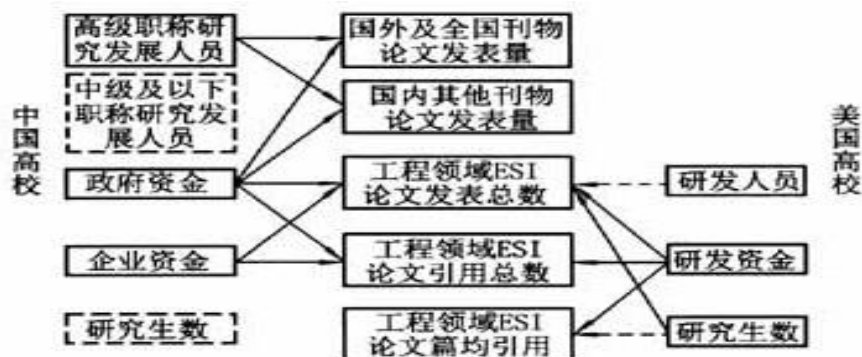 中国高校
高级职称研
究发展人员
中级及以下
职称研究发
展人员
政府资金
企业资金
研究生数
国外及全国刊物
论文发表量
国内其他刊物
论文发表量
工程领域ESI
论文发表总数
工程领域ESI
论文引用总数
工程领域ESI
论文篇均引用
研发人员
研发资金
研究生数
美国高校